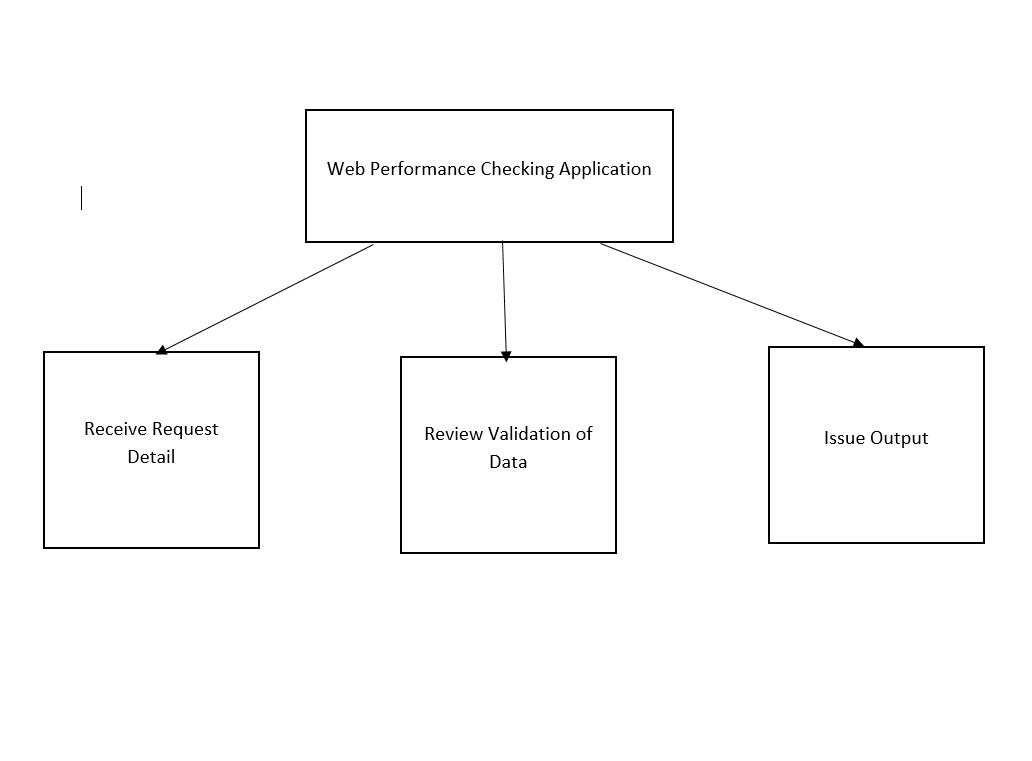 Web Performance Checking Application
Receive Request
Detail
Review Validation of
Data
Issue Output